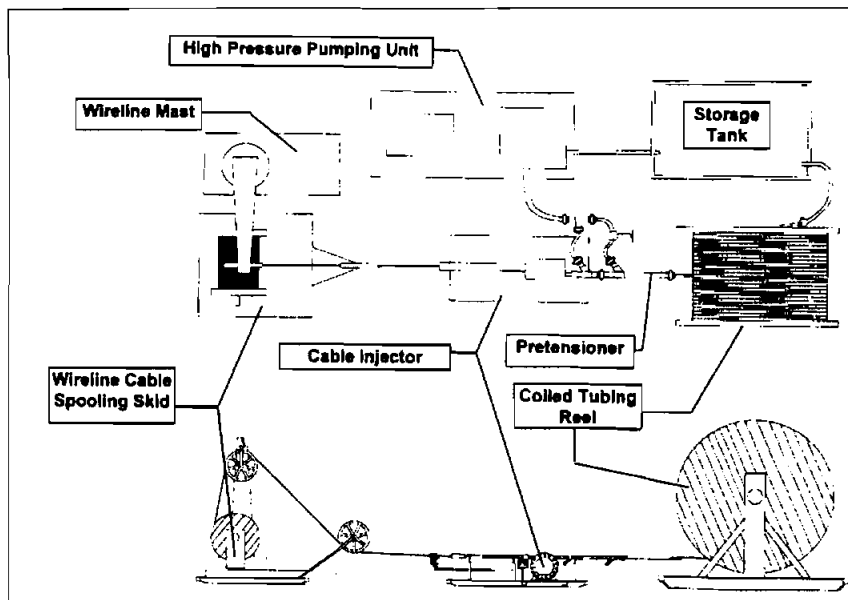 High Pressure Pumping Unit
Wireline Mast
Storage
Tank
Cable Injector
Pretensioner
Wireline Cable
Spooling Skid
Coiled Tubing
Reel